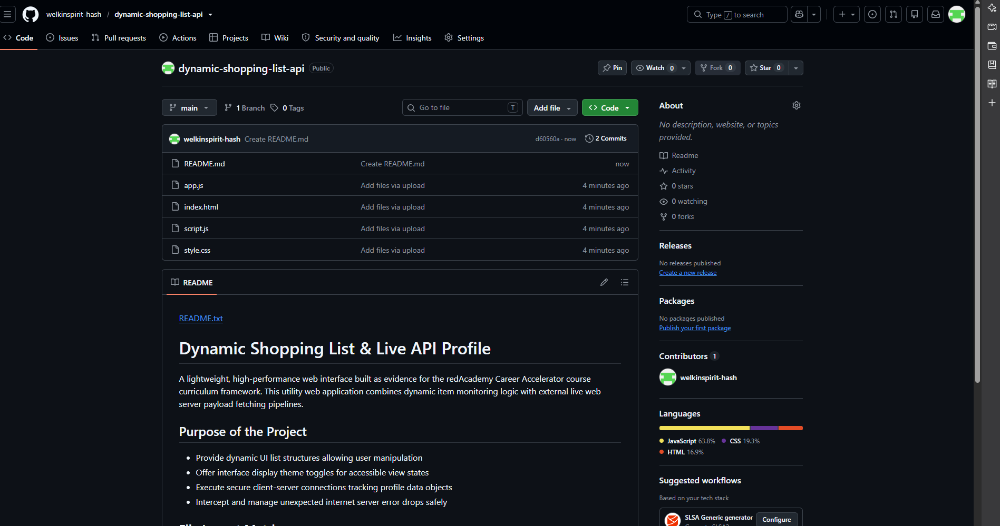 welkinspirit-hash / dynamic-shopping-list-api
Type / to search
Code
Issues
Pull requests
Actions
Projects
Wiki
Security and quality
Insights
Settings
dynamic-shopping-list-api Public
Pin
Watch 0
Fork 0
Star 0
main
1 Branch
0 Tags
Go to file T
Add file
Code
welkinspirit-hash Create README.md
d60560a · now
2 Commits
README.md Create README.md now
app.js Add files via upload 4 minutes ago
index.html Add files via upload 4 minutes ago
script.js Add files via upload 4 minutes ago
style.css Add files via upload 4 minutes ago
README
README.txt
Dynamic Shopping List & Live API Profile
A lightweight, high-performance web interface built as evidence for the redAcademy Career Accelerator course
curriculum framework. This utility web application combines dynamic item monitoring logic with external live web
server payload fetching pipelines.
Purpose of the Project
• Provide dynamic UI list structures allowing user manipulation
• Offer interface display theme toggles for accessible view states
• Execute secure client-server connections tracking profile data objects
• Intercept and manage unexpected internet server error drops safely
About
No description, website, or topics
provided.
Readme
Activity
0 stars
0 watching
0 forks
Releases
No releases published
Create a new release
Packages
No packages published
Publish your first package
Contributors 1
welkinspirit-hash
Languages
JavaScript 63.8% CSS 19.3%
HTML 16.9%
Suggested workflows
Based on your tech stack
SLSA Generic generator
Configure